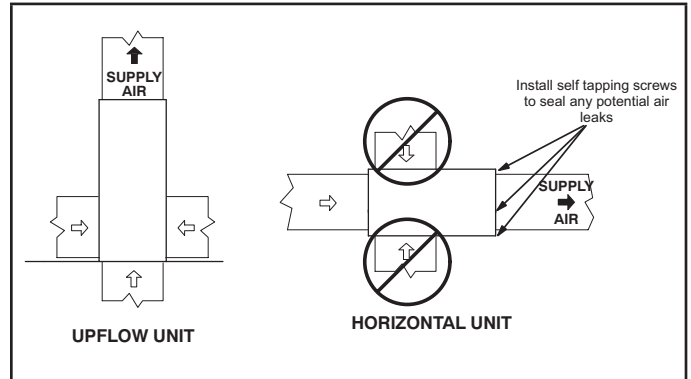 SUPPLY
AIR
UPFLOW UNIT
Install self tapping screws
to seal any potential air
leaks
SUPPLY
AIR
HORIZONTAL UNIT